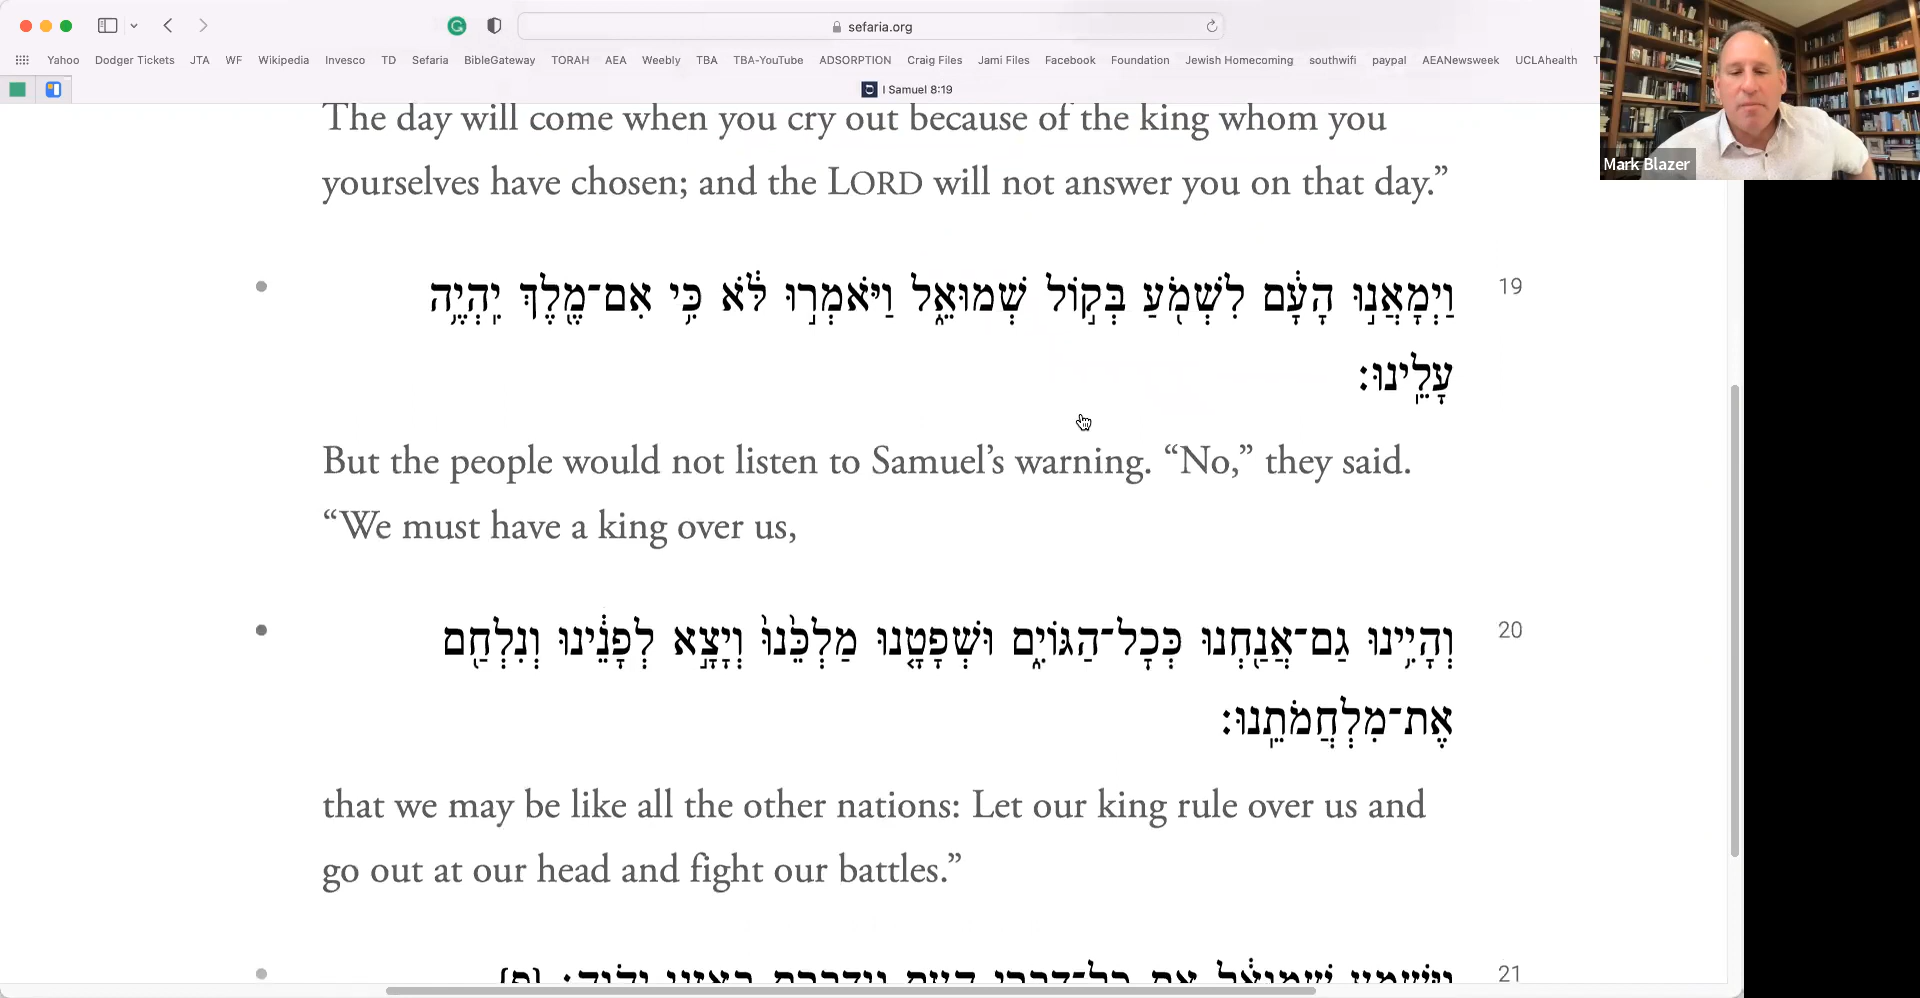 sefaria.org
Yahoo Dodger Tickets JTA WF Wikipedia Invesco TD Sefaria BibleGateway TORAH AEA Weebly TBA TBA-YouTube ADSORPTION Craig Files Jami Files Facebook Foundation Jewish Homecoming southwifi paypal AEANewsweek UCLAhealth
I Samuel 8:19
Mark Blazer
The day will come when you cry out because of the king whom you
yourselves have chosen; and the LORD will not answer you on that day.”
19
וַיְמָאֲנ֣וּ הָעָ֔ם לִשְׁמֹ֖עַ בְּק֣וֹל שְׁמוּאֵ֑ל וַיֹּאמְר֣וּ לֹּ֔א כִּ֥י אִם־מֶ֖לֶךְ יִֽהְיֶ֥ה
עָלֵֽינוּ׃
But the people would not listen to Samuel’s warning. “No,” they said.
“We must have a king over us,
20
וְהָיִ֥ינוּ גַם־אֲנַ֖חְנוּ כְּכׇל־הַגּוֹיִ֑ם וּשְׁפָטָ֤נוּ מַלְכֵּ֙נוּ֙ וְיָצָ֣א לְפָנֵ֔ינוּ וְנִלְחַ֖ם
אֶת־מִלְחֲמֹתֵֽנוּ׃
that we may be like all the other nations: Let our king rule over us and
go out at our head and fight our battles.”
21